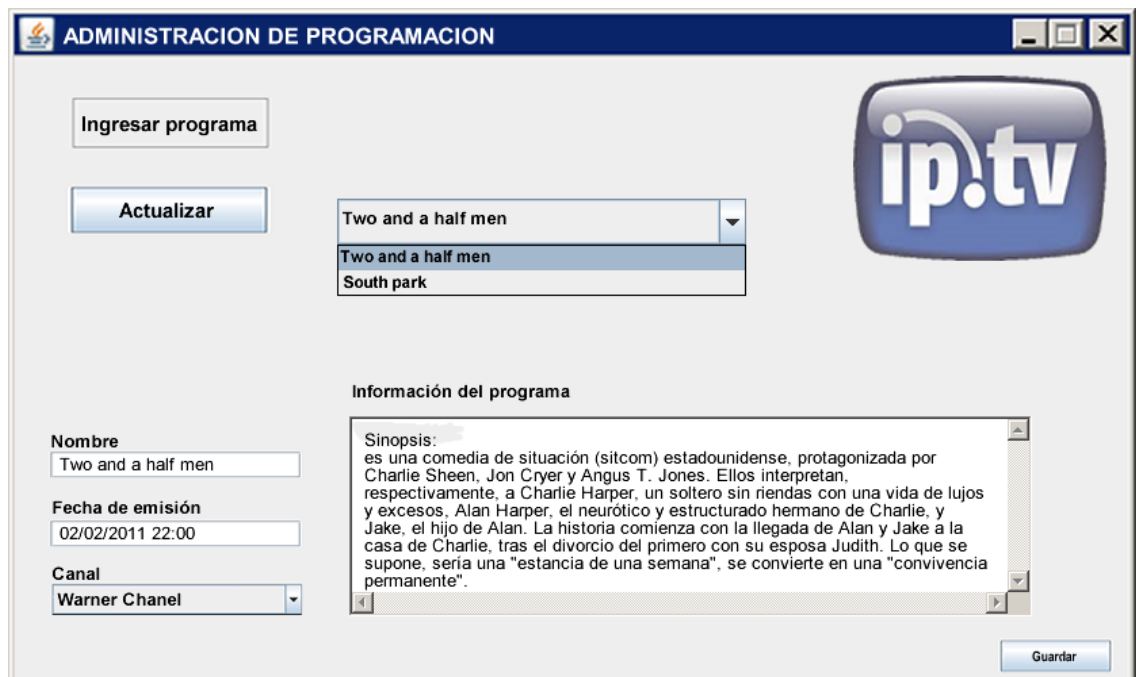 ADMINISTRACION DE PROGRAMACION
Ingresar programa
ip.tv
Actualizar
Two and a half men
Two and a half men
South park
Información del programa
Nombre
Two and a half men
Fecha de emisión
02/02/2011 22:00
Canal
Warner Chanel
Sinopsis:
es una comedia de situación (sitcom) estadounidense, protagonizada por
Charlie Sheen, Jon Cryer y Angus T. Jones. Ellos interpretan,
respectivamente, a Charlie Harper, un soltero sin riendas con una vida de lujos
y excesos, Alan Harper, el neurótico y estructurado hermano de Charlie, y
Jake, el hijo de Alan. La historia comienza con la llegada de Alan y Jake a la
casa de Charlie, tras el divorcio del primero con su esposa Judith. Lo que se
supone, sería una "estancia de una semana", se convierte en una "convivencia
permanente".
Guardar